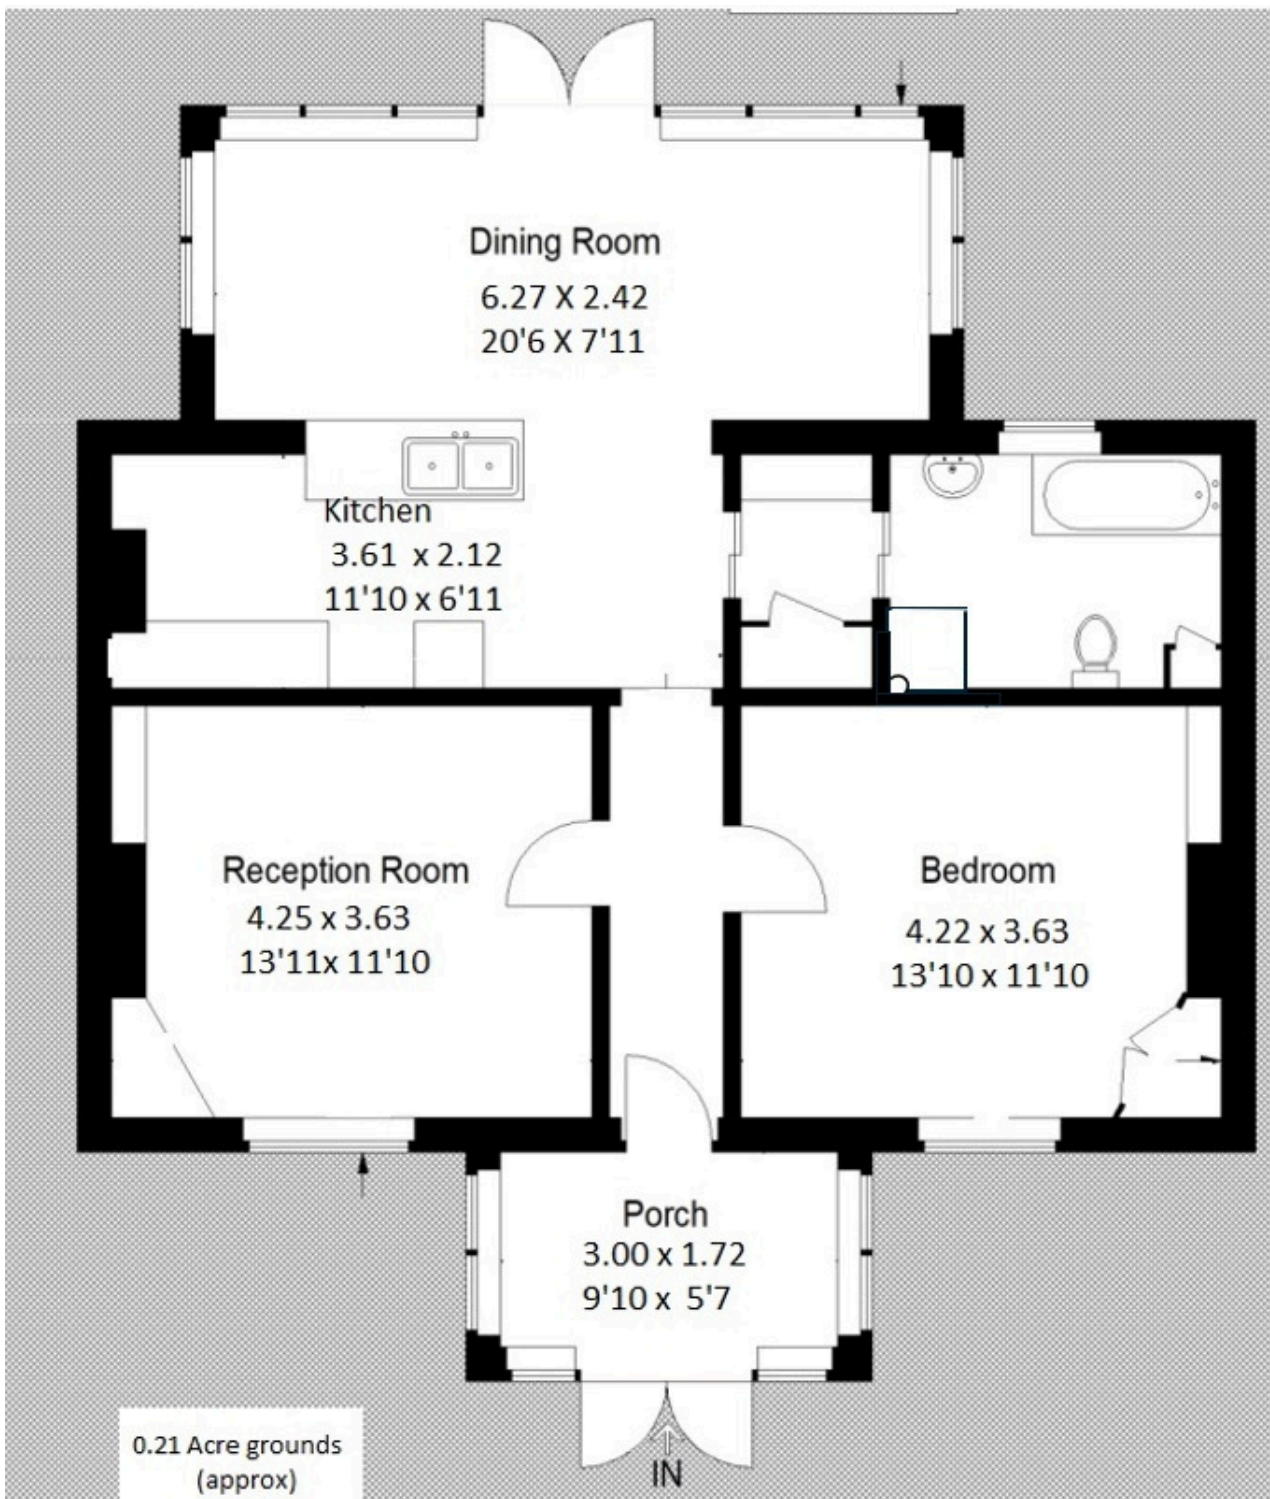 Dining Room
6.27 X 2.42
20'6 X 7'11
Kitchen
3.61 x 2.12
11'10 x 6'11
Reception Room
4.25 x 3.63
13'11x 11'10
Bedroom
4.22 x 3.63
13'10 x 11'10
Porch
3.00 x 1.72
9'10 x 5'7
IN
0.21 Acre grounds
(approx)